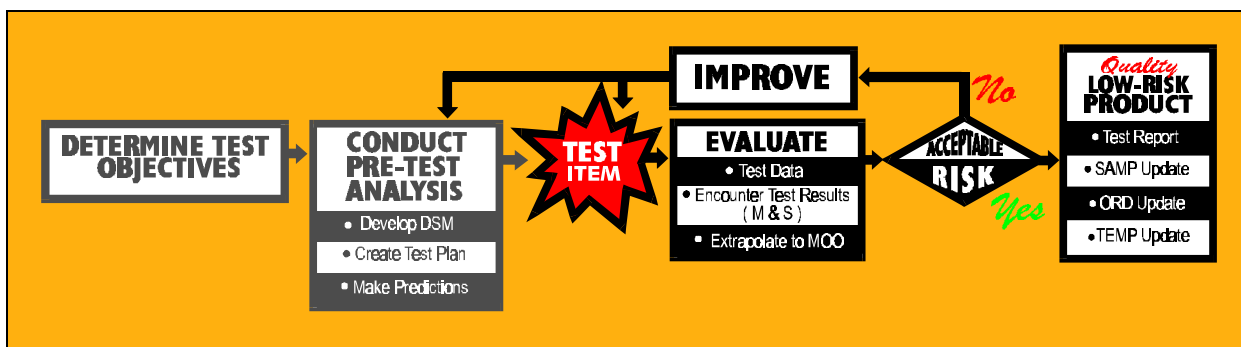 DETERMINE TEST
OBJECTIVES
CONDUCT
PRE-TEST
ANALYSIS
• Develop DSM
• Create Test Plan
• Make Predictions
TEST
ITEM
IMPROVE
EVALUATE
• Test Data
• Encounter Test Results
( M & S )
• Extrapolate to MOO
ACCEPTABLE
RISK
No
Yes
Quality
LOW-RISK
PRODUCT
• Test Report
• SAMP Update
• ORD Update
• TEMP Update